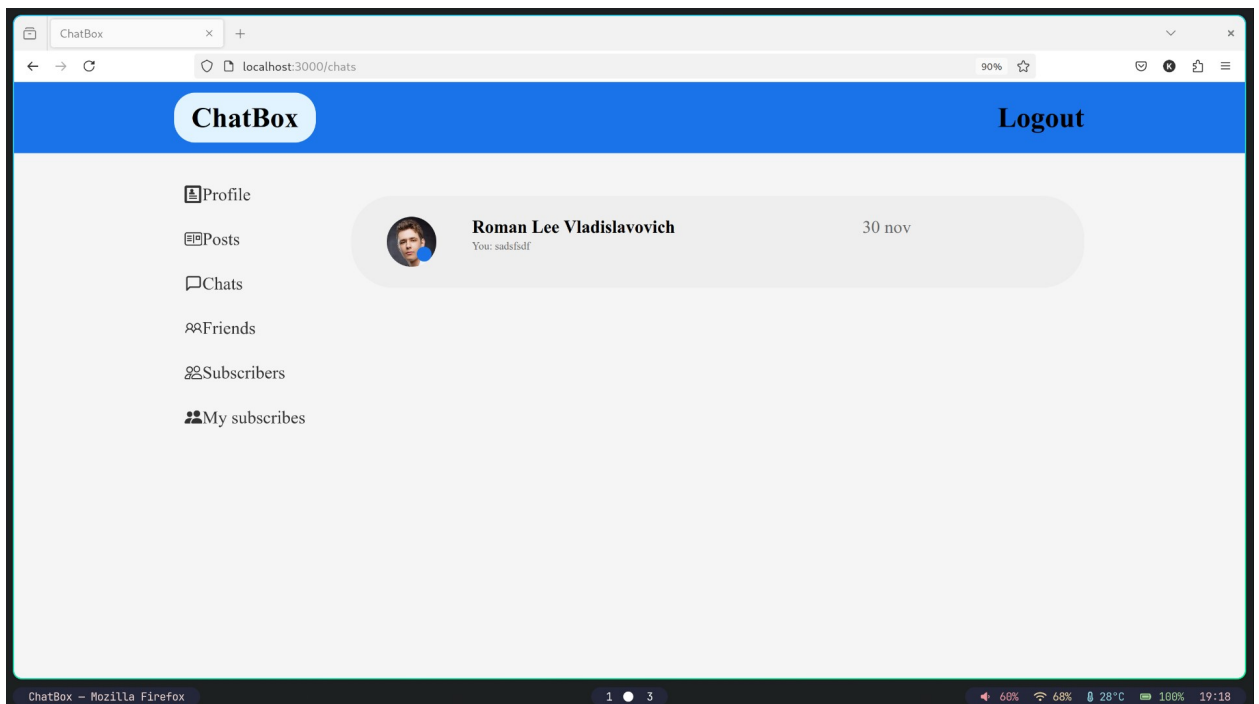 ChatBox
localhost:3000/chats
90%
K
ChatBox
Logout
Profile
Posts
Chats
Friends
Subscribers
My subscribes
Roman Lee Vladislavovich
30 nov
You: sadsfsdf
ChatBox — Mozilla Firefox
1 3
60% 68% 28°C 100% 19:18